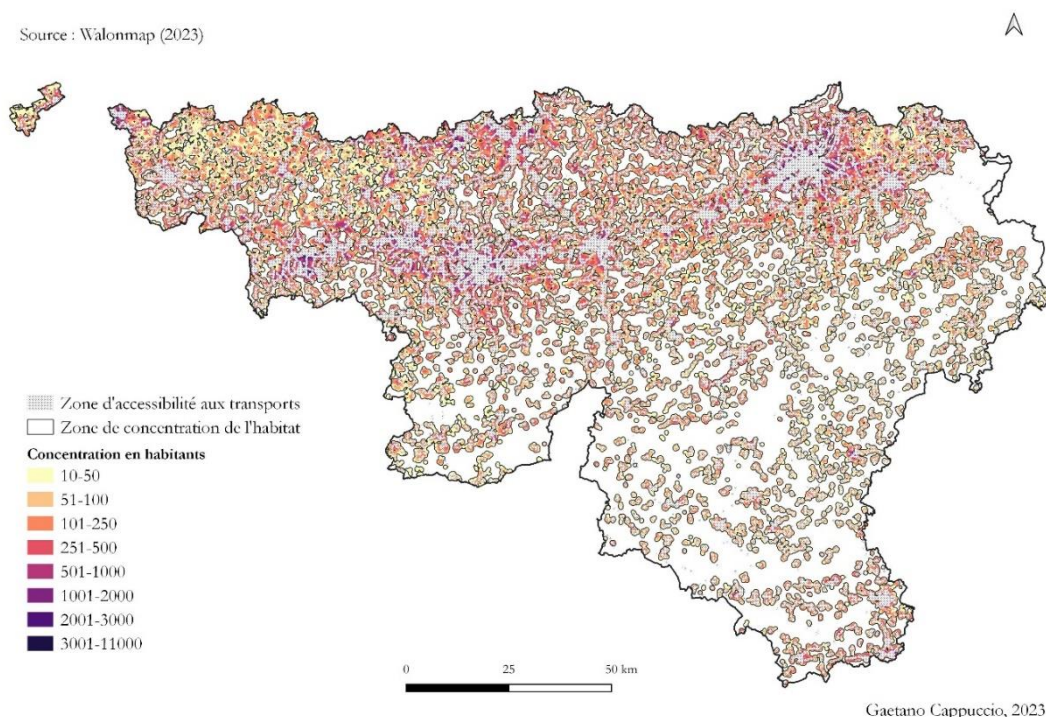 Source : Walonmap (2023)
Zone d'accessibilité aux transports
Zone de concentration de l'habitat
Concentration en habitants
10-50
51-100
101-250
251-500
501-1000
1001-2000
2001-3000
3001-11000
0 25 50 km
Gaetano Cappuccio, 2023